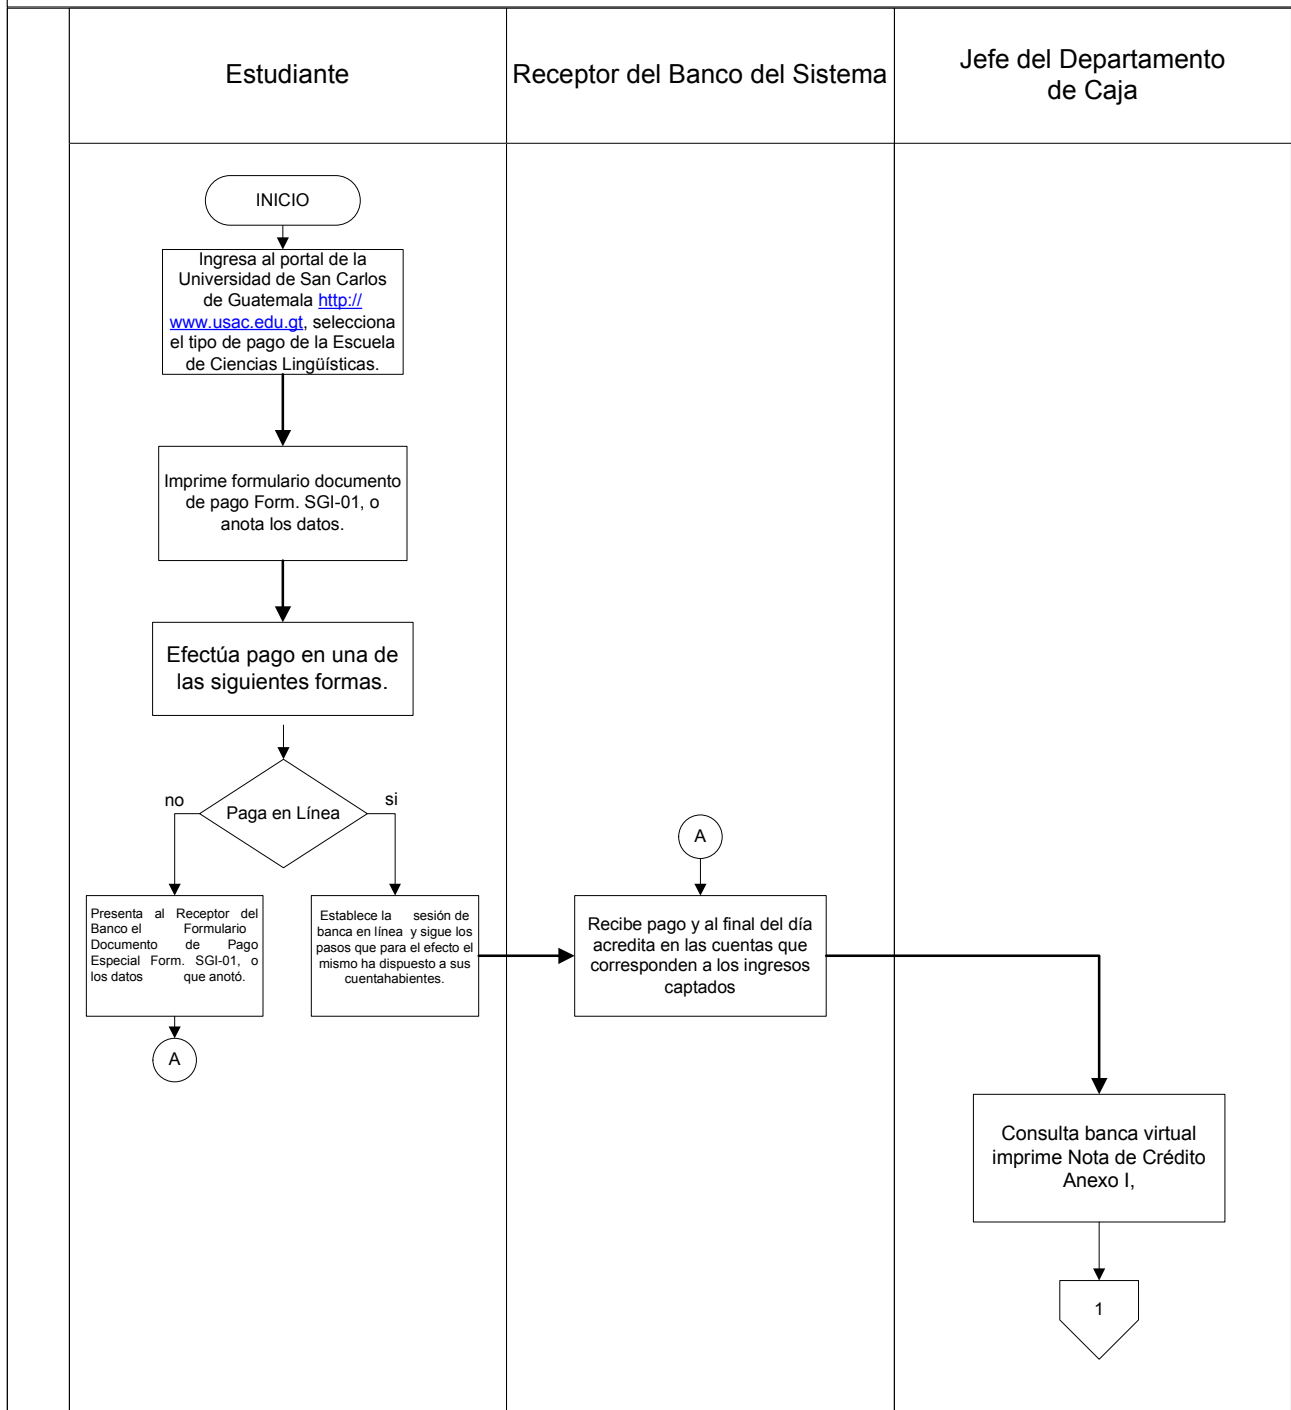 Estudiante
Receptor del Banco del Sistema
Jefe del Departamento
de Caja
INICIO
Ingresa al portal de la
Universidad de San Carlos
de Guatemala http://
www.usac.edu.gt, selecciona
el tipo de pago de la Escuela
de Ciencias Lingüísticas.
Imprime formulario documento
de pago Form. SGI-01, o
anota los datos.
Efectúa pago en una de
las siguientes formas.
no
Paga en Línea
si
Presenta al Receptor del
Banco el Formulario
Documento de Pago
Especial Form. SGI-01, o
los datos que anotó.
A
Establece la sesión de
banca en línea y sigue los
pasos que para el efecto el
mismo ha dispuesto a sus
cuentahabientes.
A
Recibe pago y al final del día
acredita en las cuentas que
corresponden a los ingresos
captados
Consulta banca virtual
imprime Nota de Crédito
Anexo I,
1